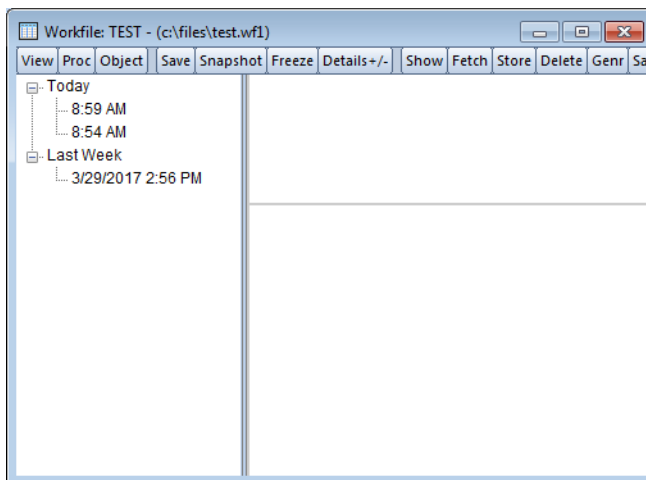 Workfile: TEST - (c:\files\test.wf1)
View Proc Object Save Snapshot Freeze Details+/- Show Fetch Store Delete Genr Sa
Today
8:59 AM
8:54 AM
Last Week
3/29/2017 2:56 PM